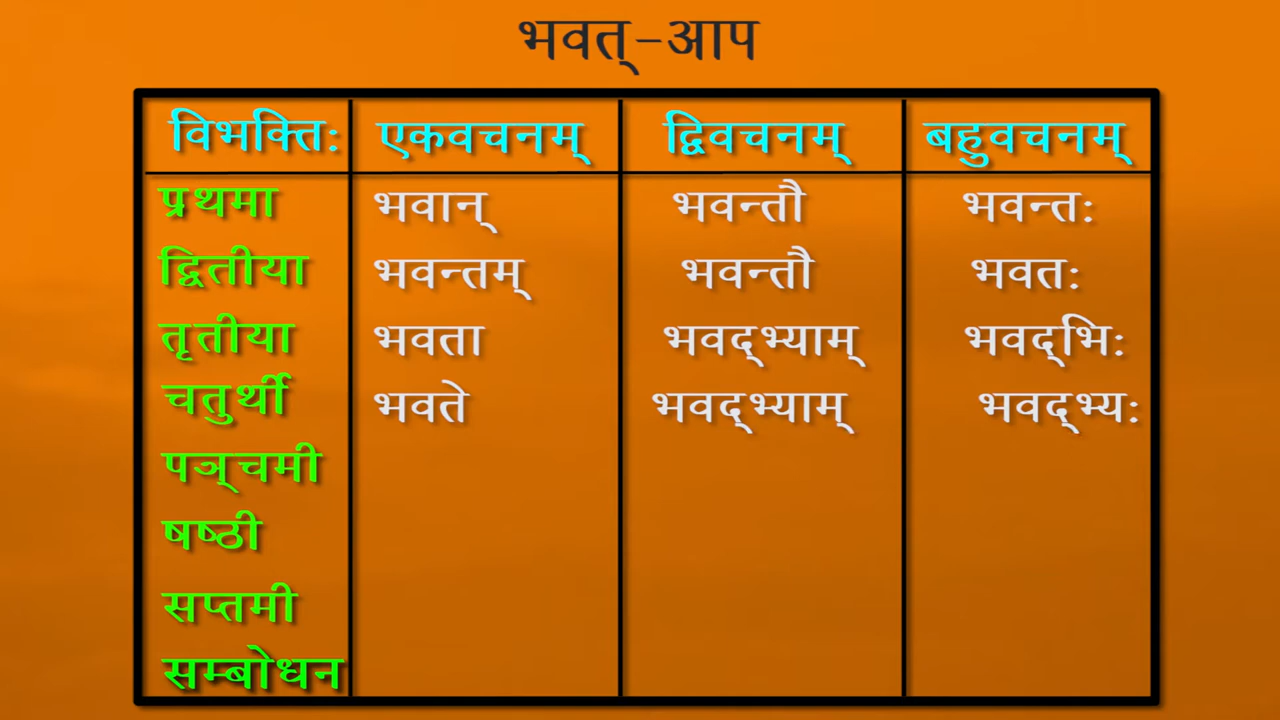 भवत्-आप
विभक्तिः एकवचनम् द्विवचनम् बहुवचनम्
प्रथमा भवान् भवन्तौ भवन्तः
द्वितीया भवन्तम् भवन्तौ भवतः
तृतीया भवता भवद्भ्याम् भवद्भिः
चतुर्थी भवते भवद्भ्याम् भवद्भ्यः
पञ्चमी
षष्ठी
सप्तमी
सम्बोधन